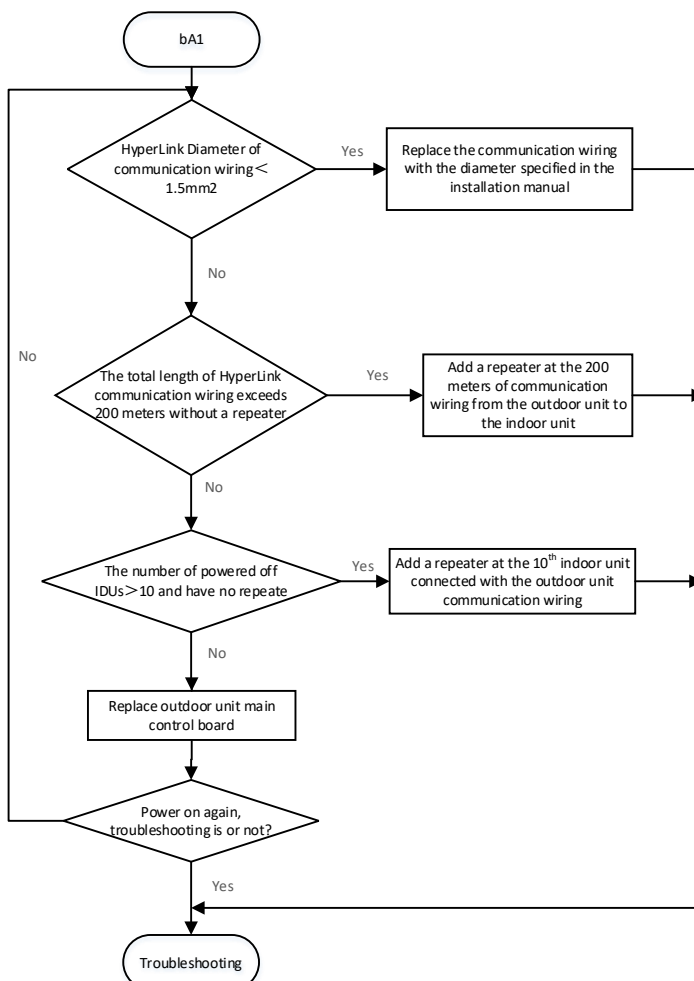 bA1
HyperLink Diameter of
communication wiring＜
1.5mm2
Yes
Replace the communication wiring
with the diameter specified in the
installation manual
No
No
The total length of HyperLink
communication wiring exceeds
200 meters without a repeater
Yes
Add a repeater at the 200
meters of communication
wiring from the outdoor unit to
the indoor unit
No
The number of powered off
IDUs＞10 and have no repeate
Yes
Add a repeater at the 10th indoor unit
connected with the outdoor unit
communication wiring
No
Replace outdoor unit main
control board
Power on again,
troubleshooting is or not?
Yes
Troubleshooting